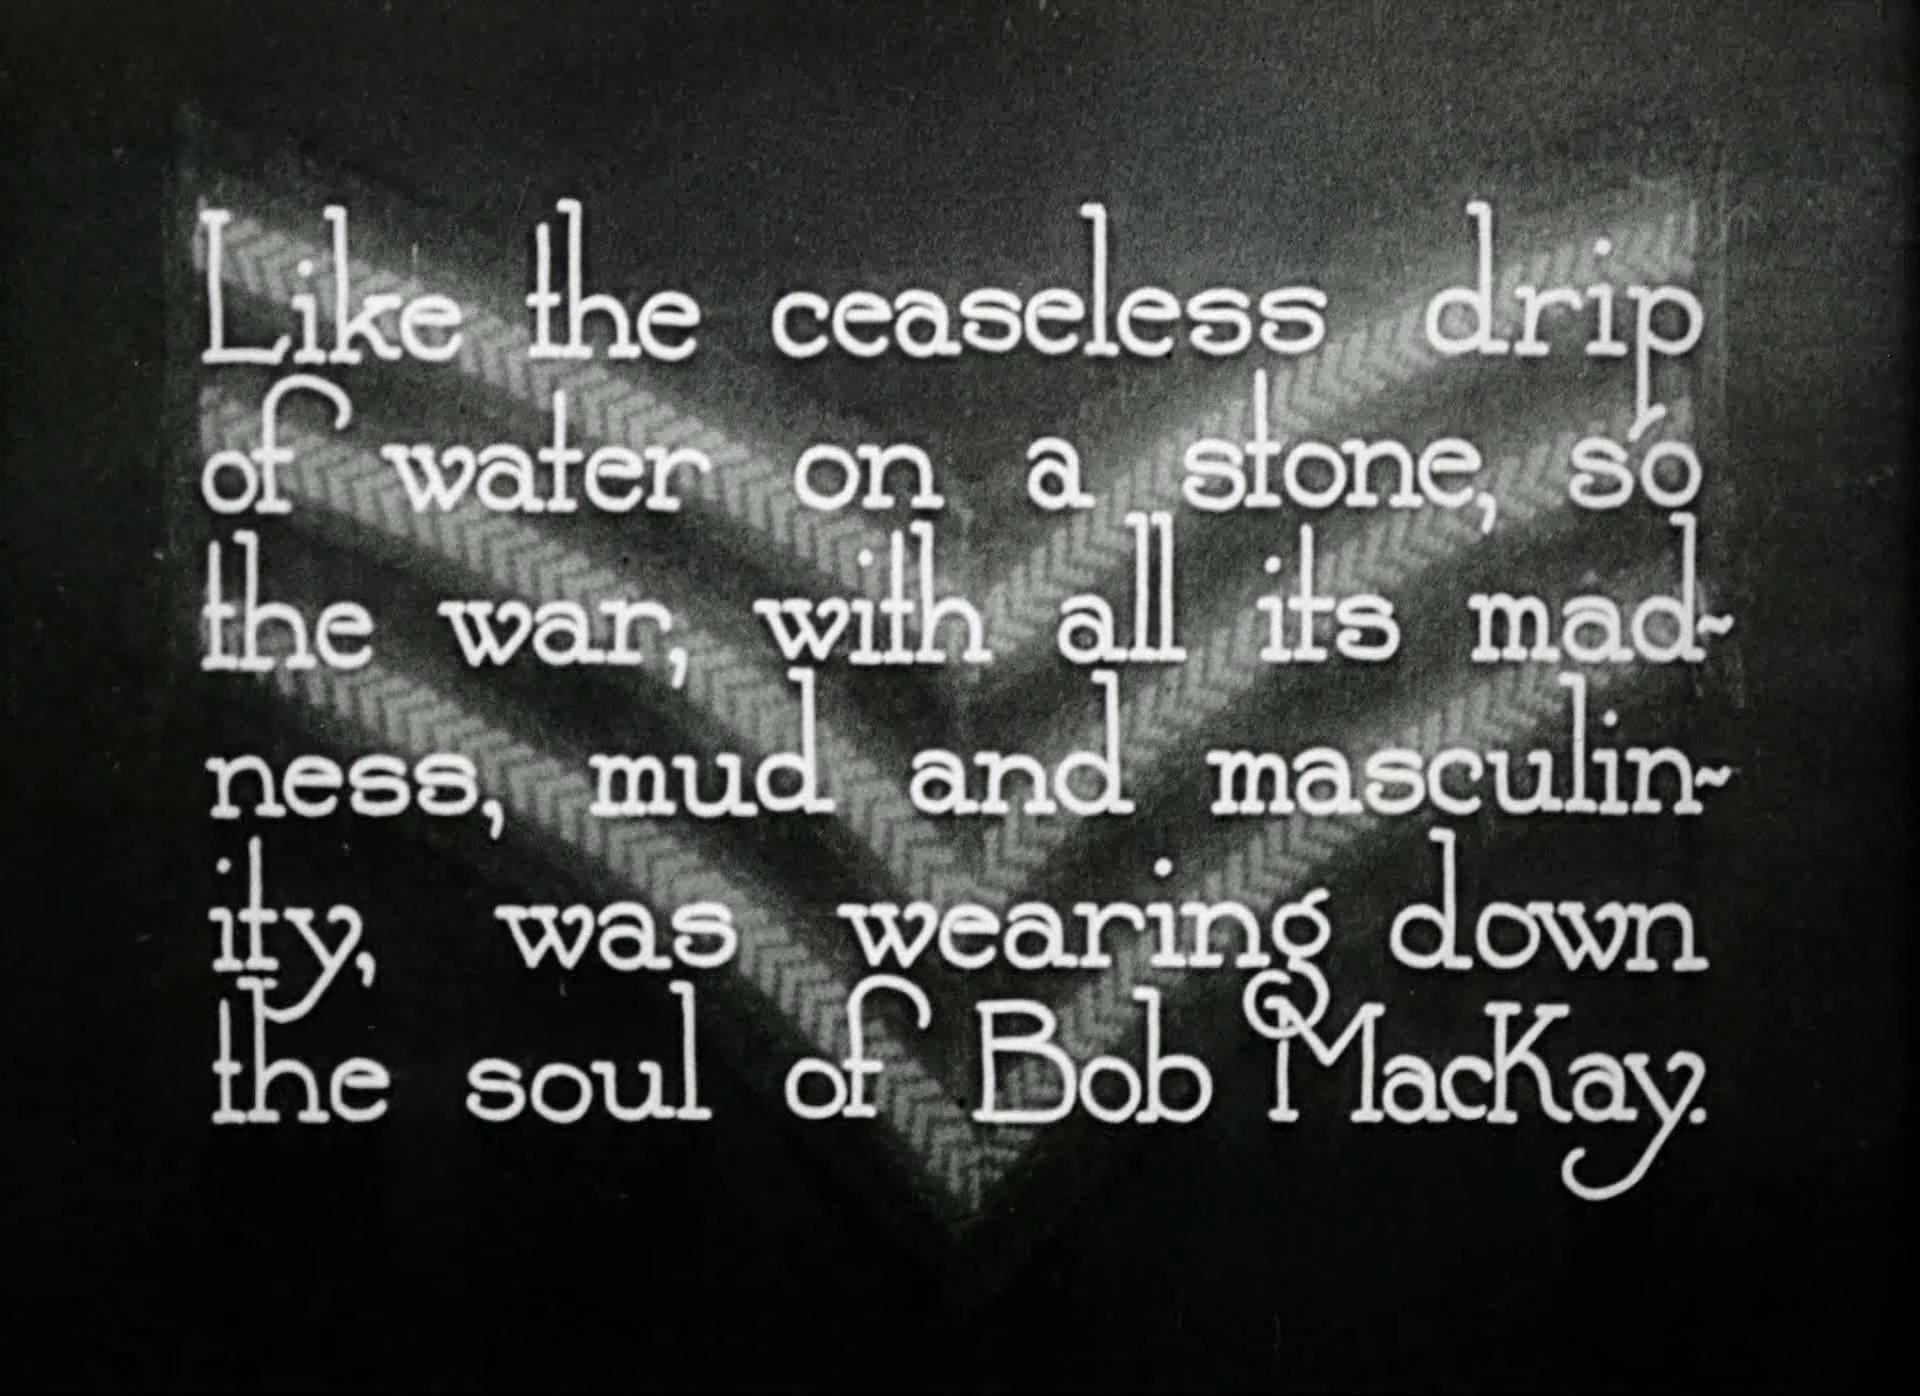 Like the ceaseless drip
of water on a stone, so
the war, with all its mad-
ness, mud and masculin-
ity, was wearing down
the soul of Bob MacKay.